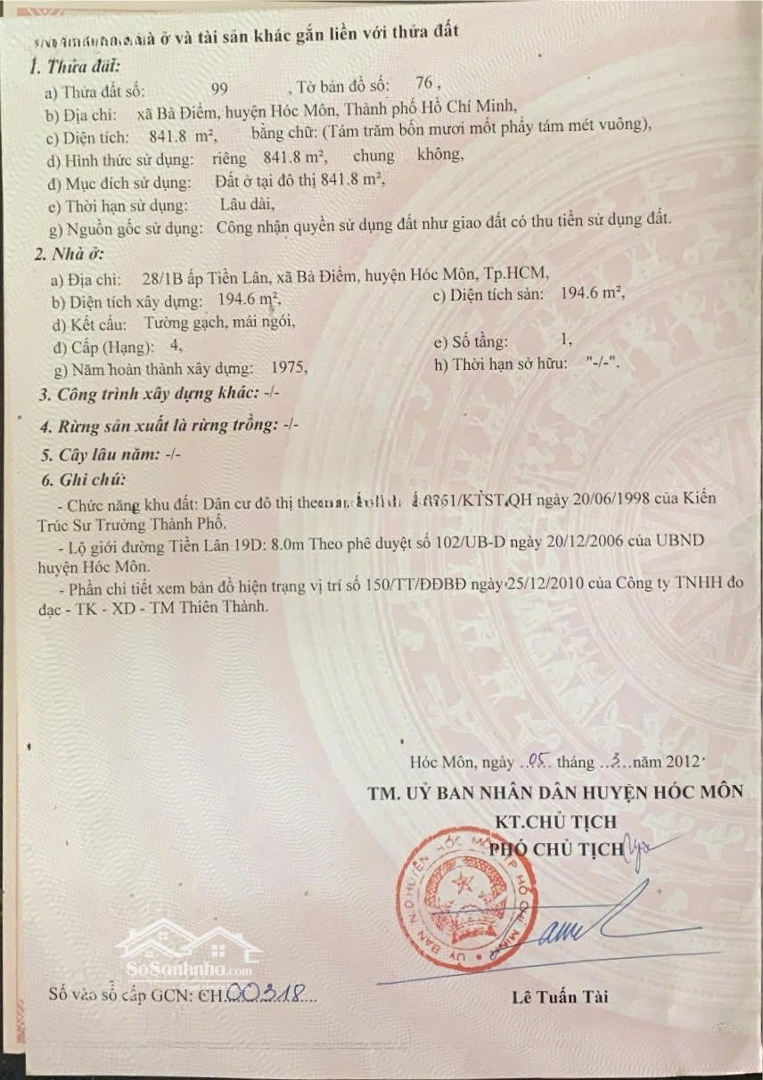 ở và tài sản khác gắn liền với thửa đất
1. Thửa đất:
a) Thửa đất số: 99 , Tờ bản đồ số: 76 ,
b) Địa chỉ: xã Bà Điểm, huyện Hóc Môn, Thành phố Hồ Chí Minh,
c) Diện tích: 841.8 m², bằng chữ: (Tám trăm bốn mươi mốt phẩy tám mét vuông),
d) Hình thức sử dụng: riêng 841.8 m², chung không,
đ) Mục đích sử dụng: Đất ở tại đô thị 841.8 m²,
e) Thời hạn sử dụng: Lâu dài,
g) Nguồn gốc sử dụng: Công nhận quyền sử dụng đất như giao đất có thu tiền sử dụng đất.
2. Nhà ở:
a) Địa chỉ: 28/1B ấp Tiền Lân, xã Bà Điểm, huyện Hóc Môn, Tp.HCM,
b) Diện tích xây dựng: 194.6 m², c) Diện tích sàn: 194.6 m²,
d) Kết cấu: Tường gạch, mái ngói,
đ) Cấp (Hạng): 4, e) Số tầng: 1,
g) Năm hoàn thành xây dựng: 1975, h) Thời hạn sở hữu: "-/-".
3. Công trình xây dựng khác: -/-
4. Rừng sản xuất là rừng trồng: -/-
5. Cây lâu năm: -/-
6. Ghi chú:
- Chức năng khu đất: Dân cư đô thị ngày 20/06/1998 của Kiến
Trúc Sư Trưởng Thành Phố.
- Lộ giới đường Tiền Lân 19D: 8.0m Theo phê duyệt số 102/UB-D ngày 20/12/2006 của UBND
huyện Hóc Môn.
- Phần chi tiết xem bản đồ hiện trạng vị trí số 150/TT/ĐĐBĐ ngày 25/12/2010 của Công ty TNHH đo
đạc - TK - XD - TM Thiên Thành.
Hóc Môn, ngày 05 tháng 3 năm 2012
TM. UỶ BAN NHÂN DÂN HUYỆN HÓC MÔN
KT.CHỦ TỊCH
PHÓ CHỦ TỊCH
ỦY BAN N.D.HUYỆN HÓC MÔN T.P HỒ CHÍ MINH
SoSanhnha.com
Số vào sổ cấp GCN: CH 00318
Lê Tuấn Tài